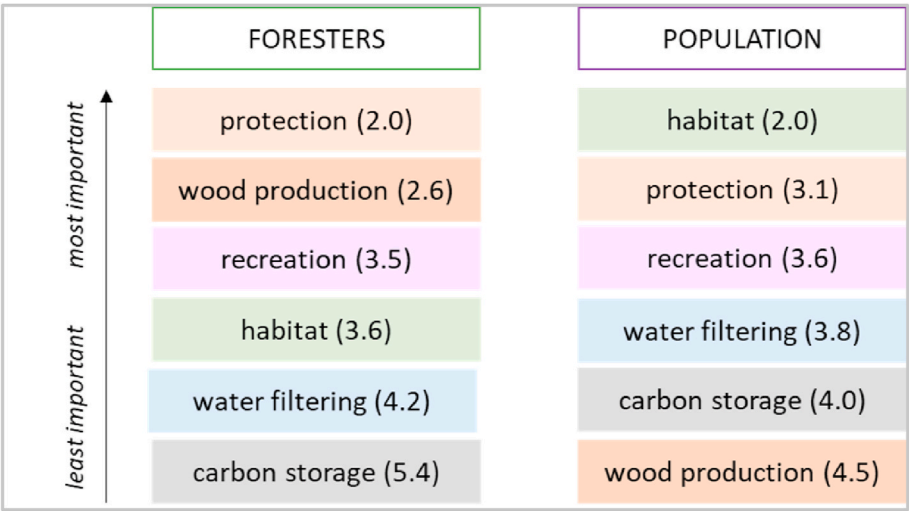 FORESTERS
POPULATION
most important
least important
protection (2.0)
wood production (2.6)
recreation (3.5)
habitat (3.6)
water filtering (4.2)
carbon storage (5.4)
habitat (2.0)
protection (3.1)
recreation (3.6)
water filtering (3.8)
carbon storage (4.0)
wood production (4.5)